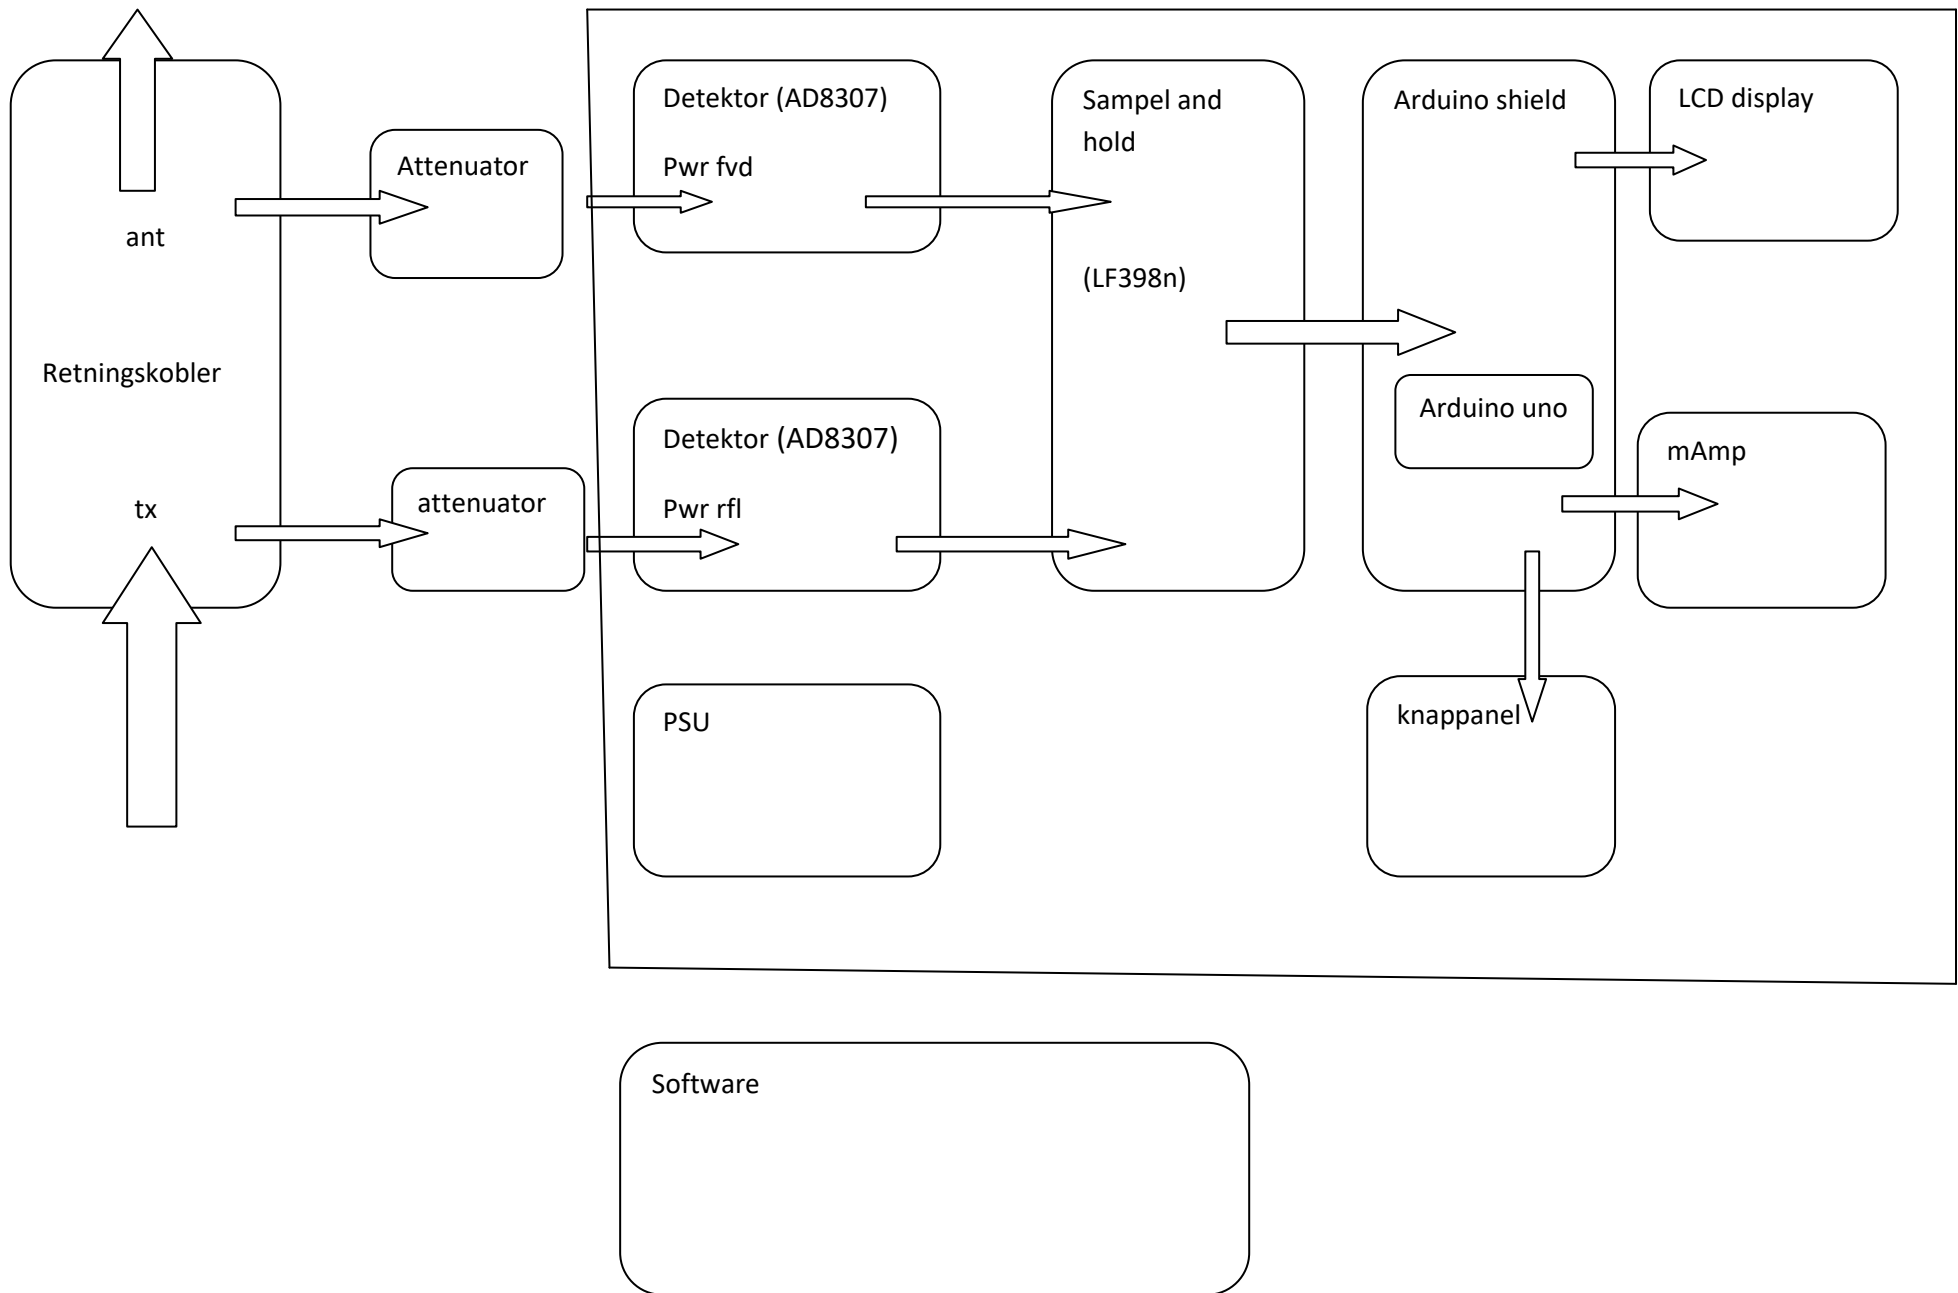 ant
Retningskobler
tx
Attenuator
attenuator
Detektor (AD8307)
Pwr fvd
Detektor (AD8307)
Pwr rfl
PSU
Sampel and
hold
(LF398n)
Arduino shield
Arduino uno
LCD display
mAmp
knappanel
Software